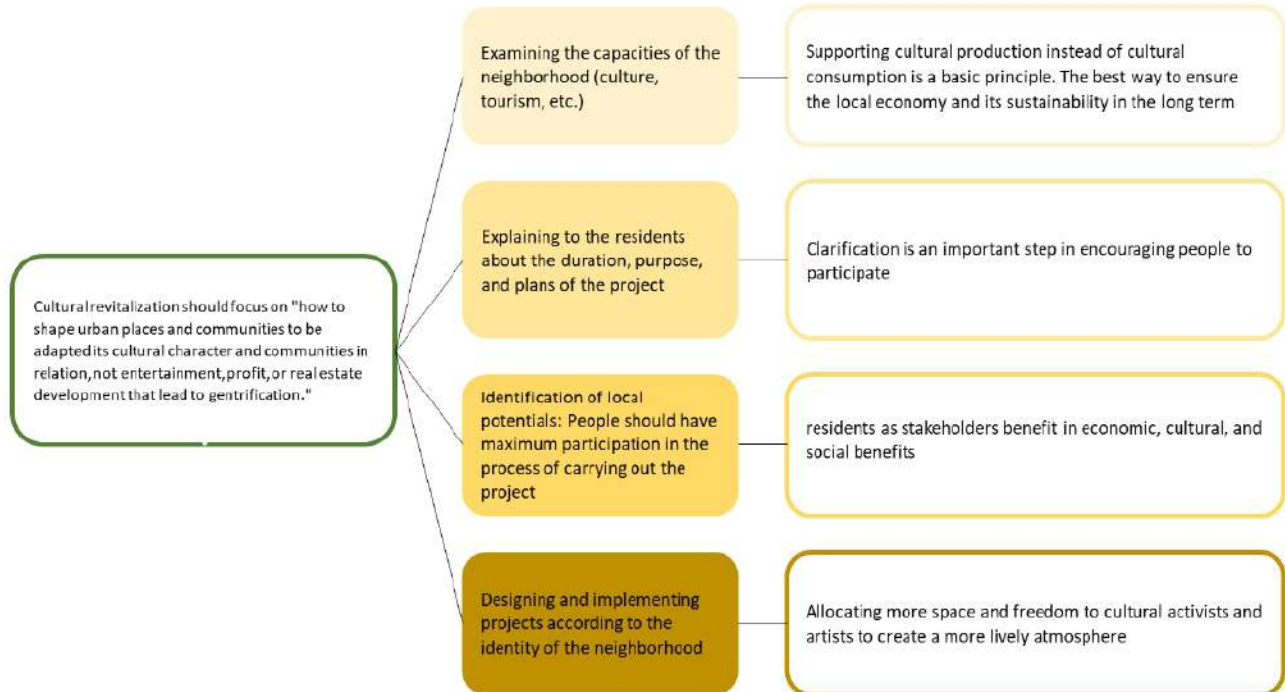 Cultural revitalization should focus on "how to
shape urban places and communities to be
adapted its cultural character and communities in
relation, not entertainment, profit, or real estate
development that lead to gentrification."
Examining the capacities of the
neighborhood (culture,
tourism, etc.)
Supporting cultural production instead of cultural
consumption is a basic principle. The best way to ensure
the local economy and its sustainability in the long term
Explaining to the residents
about the duration, purpose,
and plans of the project
Clarification is an important step in encouraging people to
participate
Identification of local
potentials: People should have
maximum participation in the
process of carrying out the
project
residents as stakeholders benefit in economic, cultural, and
social benefits
Designing and implementing
projects according to the
identity of the neighborhood
Allocating more space and freedom to cultural activists and
artists to create a more lively atmosphere